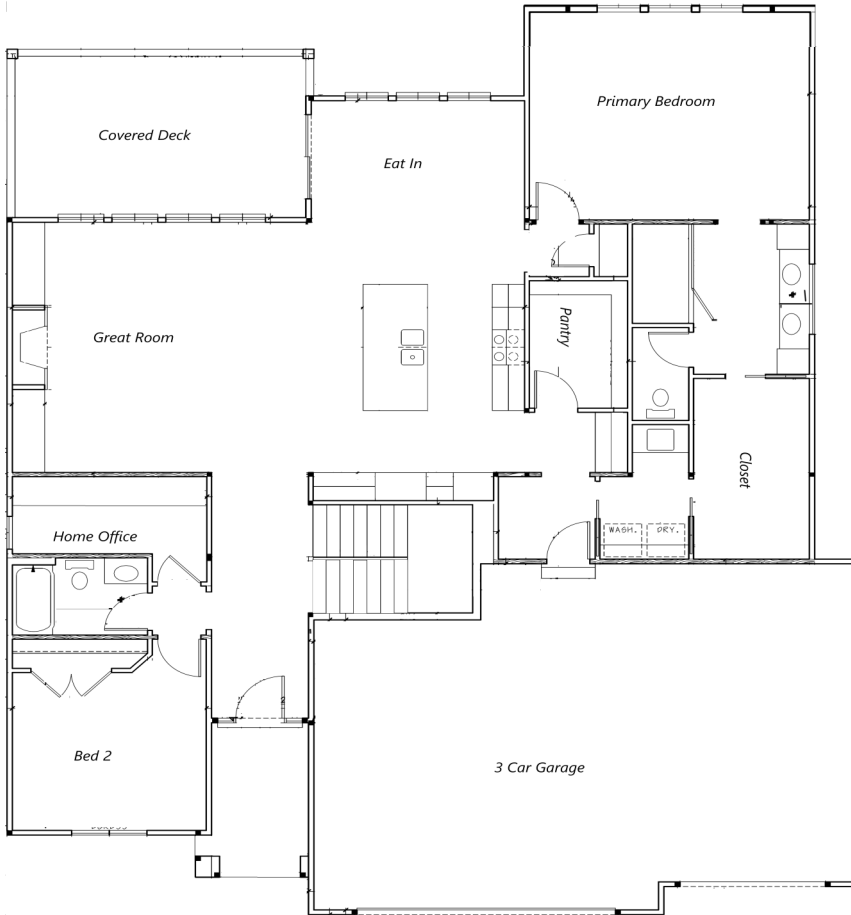 Primary Bedroom
Covered Deck
Eat In
Great Room
Pantry
Closet
WASH.
DRY.
Home Office
Bed 2
3 Car Garage